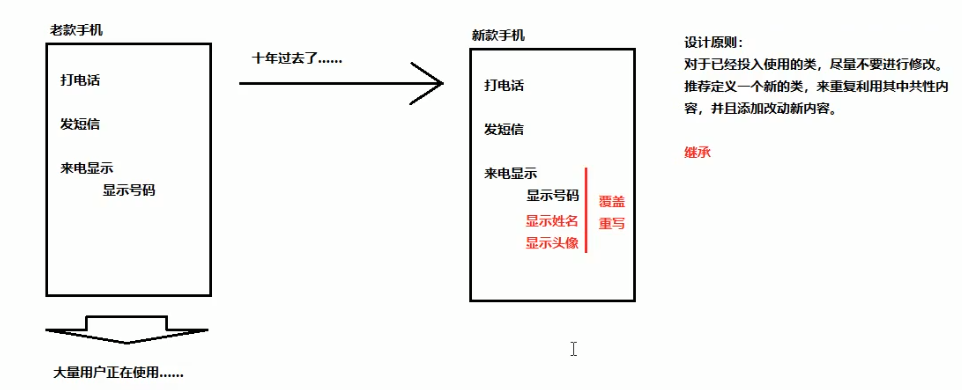 老款手机
打电话
发短信
来电显示
显示号码
大量用户正在使用......
十年过去了......
新款手机
打电话
发短信
来电显示
显示号码
显示姓名
显示头像
覆盖
重写
设计原则:
对于已经投入使用的类，尽量不要进行修改。
推荐定义一个新的类，来重复利用其中共性内
容，并且添加改动新内容。
继承